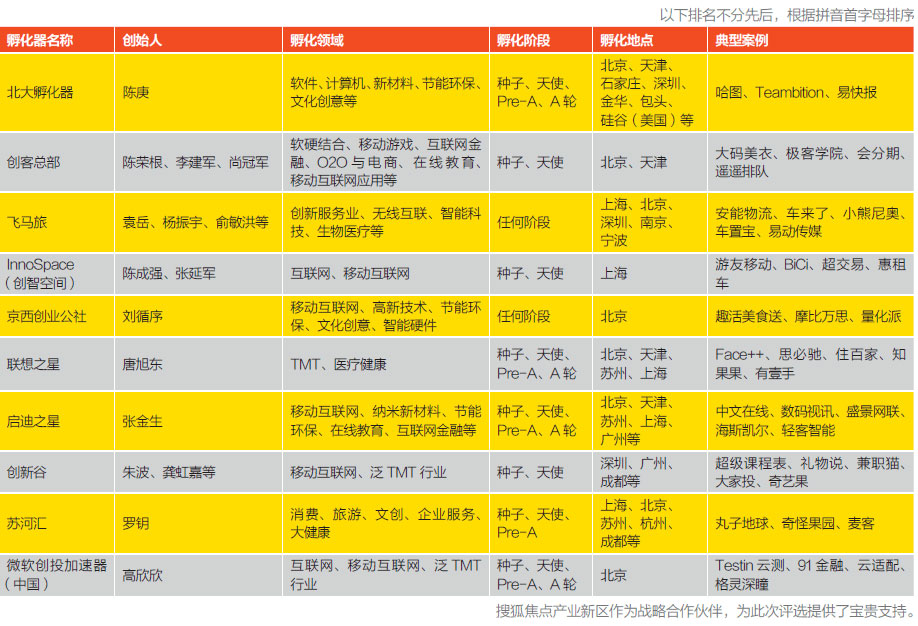 以下排名不分先后，根据拼音首字母排序
孵化器名称 创始人 孵化领域 孵化阶段 孵化地点 典型案例
北大孵化器
陈庚
软件、计算机、新材料、节能环保、
文化创意等
种子、天使、
Pre-A、A 轮
北京、天津、
石家庄、深圳、
金华、包头、
硅谷（美国）等
哈图、Teambition、易快报
创客总部
陈荣根、李建军、尚冠军
软硬结合、移动游戏、互联网金
融、O2O 与电商、在线教育、
移动互联网应用等
种子、天使
北京、天津
大码美衣、极客学院、会分期、
遥遥排队
飞马旅
袁岳、杨振宇、俞敏洪等
创新服务业、无线互联、智能科
技、生物医疗等
任何阶段
上海、北京、
深圳、南京、
宁波
安能物流、车来了、小熊尼奥、
车置宝、易动传媒
InnoSpace
（创智空间）
陈成强、张延军
互联网、移动互联网
种子、天使
上海
游友移动、BiCi、超交易、惠租
车
京西创业公社
刘循序
移动互联网、高新技术、节能环
保、文化创意、智能硬件
任何阶段
北京
趣活美食送、摩比万思、量化派
联想之星
唐旭东
TMT、医疗健康
种子、天使、
Pre-A、A 轮
北京、天津、
苏州、上海
Face++、思必驰、住百家、知
果果、有壹手
启迪之星
张金生
移动互联网、纳米新材料、节能
环保、在线教育、互联网金融等
种子、天使、
Pre-A、A 轮
北京、天津、
苏州、上海、
广州等
中文在线、数码视讯、盛景网联、
海斯凯尔、轻客智能
创新谷
朱波、龚虹嘉等
移动互联网、泛 TMT 行业
种子、天使
深圳、广州、
成都等
超级课程表、礼物说、兼职猫、
大家投、奇艺果
苏河汇
罗钥
消费、旅游、文创、企业服务、
大健康
种子、天使、
Pre-A
上海、北京、
苏州、杭州、
成都等
丸子地球、奇怪果园、麦客
微软创投加速器
（中国）
高欣欣
互联网、移动互联网、泛 TMT
行业
种子、天使、
Pre-A、A 轮
北京
Testin 云测、91 金融、云适配、
格灵深瞳
搜狐焦点产业新区作为战略合作伙伴，为此次评选提供了宝贵支持。